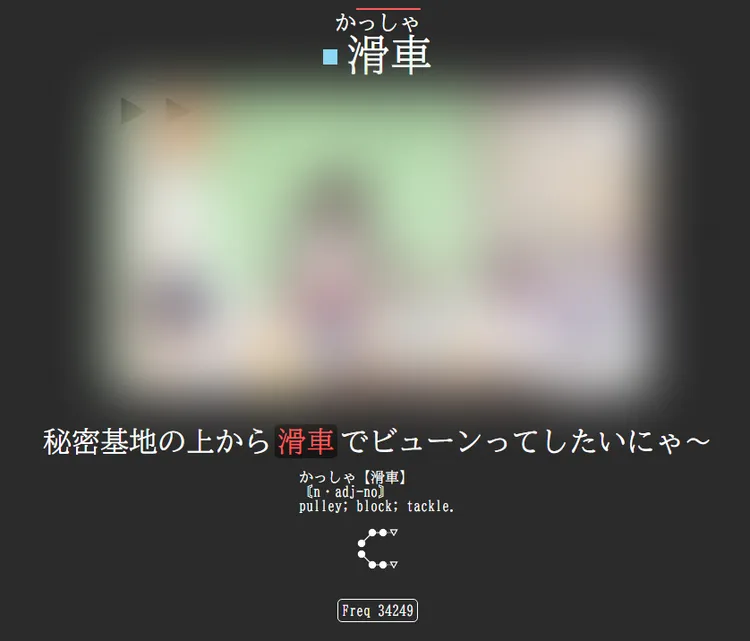 かっしゃ
滑車
秘密基地の上から滑車でビューンってしたいにゃ～
かっしゃ【滑車】
〘n・adj-no〙
pulley; block; tackle.
Freq 34249